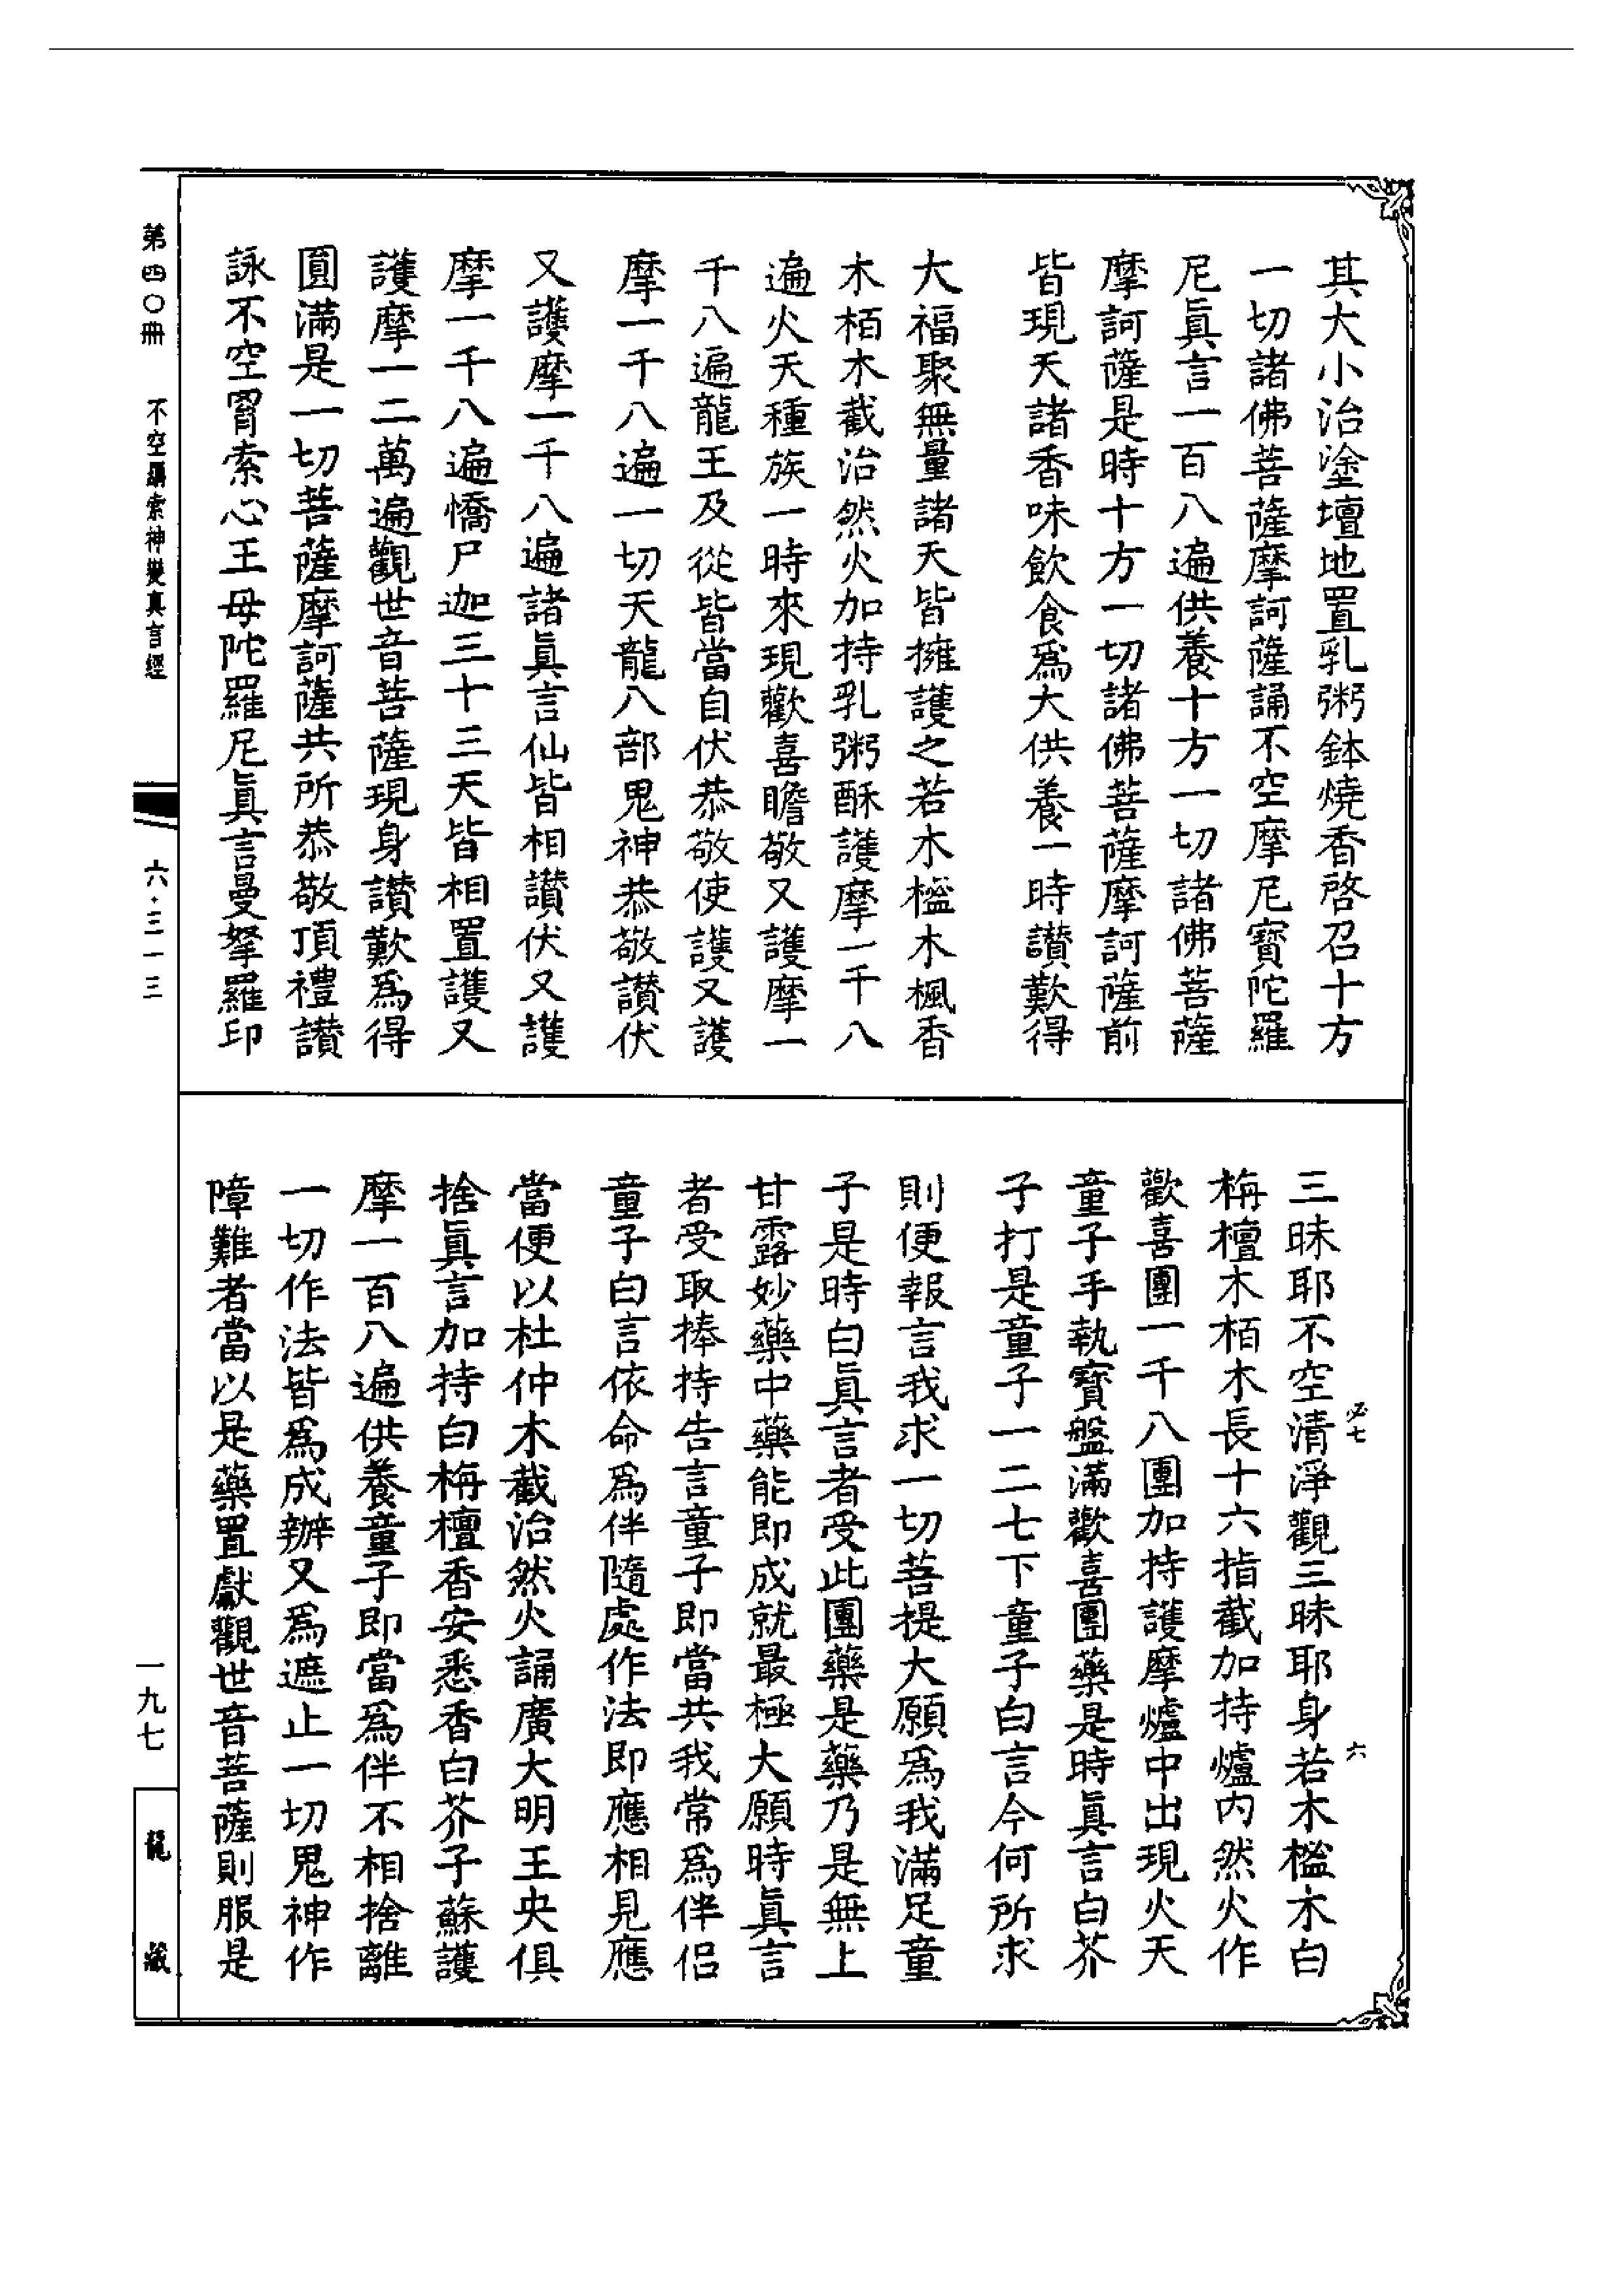 其大小治塗壇地置乳粥鉢燒香啓召十方
一切諸佛菩薩摩訶薩誦不空摩尼寶陀羅
尼眞言一百八遍供養十方一切諸佛菩薩
摩訶薩是時十方一切諸佛菩薩摩訶薩前
皆現天諸香味飲食爲大供養一時讃歎得
大福聚無量諸天皆擁護之若木櫁木楓香
木栢木截治然火加持乳粥酥護摩一千八
遍火天種族一時來現歡喜瞻敬又護摩一
千八遍龍王及從皆當自伏恭敬使護又護
摩一千八遍一切天龍八部鬼神恭敬讃伏
又護摩一千八遍諸眞言仙皆相讃伏又護
摩一千八遍憍尸迦三十三天皆相置護又
護摩一二萬遍觀世音菩薩現身讃歎爲得
圓滿是一切菩薩摩訶薩共所恭敬頂禮讃
詠不空罥索心王母陀羅尼眞言曼拏羅印
三昧耶不空清淨觀三昧耶身若木櫁木白
栴檀木栢木長十六指截加持爐内然火作
歡喜團一千八團加持護摩爐中出現火天
童子手執寶盤滿歡喜團藥是時眞言白芥
子打是童子一二七下童子白言今何所求
則便報言我求一切菩提大願爲我滿足童
子是時白眞言者受此團藥是藥乃是無上
甘露妙藥中藥能即成就最極大願時眞言
者受取捧持告言童子即當共我常爲伴侣
童子白言依命爲伴隨處作法即應相見應
當便以杜仲木截治然火誦廣大明王央俱
捨眞言加持白栴檀香安悉香白芥子蘇護
摩一百八遍供養童子即當爲伴不相捨離
一切作法皆爲成辦又爲遮止一切鬼神作
障難者當以是藥置獻觀世音菩薩則服是
必七
六
第四〇冊
不空羂索神變真言經
六·三一三
一九七
龍藏